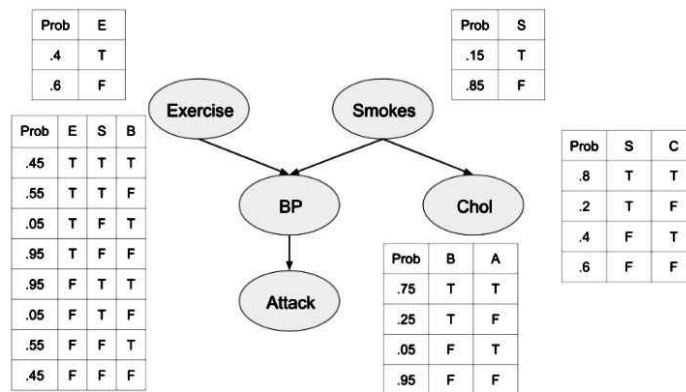 Prob E
.4 T
.6 F
Prob S
.15 T
.85 F
Exercise
Smokes
Prob E S B
.45 T T T
.55 T T F
.05 T F T
.95 T F F
.95 F T T
.05 F T F
.55 F F T
.45 F F F
BP
Chol
Prob S C
.8 T T
.2 T F
.4 F T
.6 F F
Attack
Prob B A
.75 T T
.25 T F
.05 F T
.95 F F